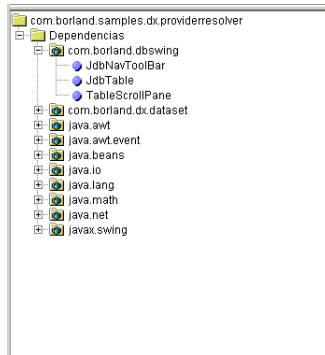 com.borland.samples.dx.providerresolver
Dependencias
com.borland.dbswing
JdbNavToolBar
JdbTable
TableScrollPane
com.borland.dx.dataset
java.awt
java.awt.event
java.beans
java.io
java.lang
java.math
java.net
javax.swing